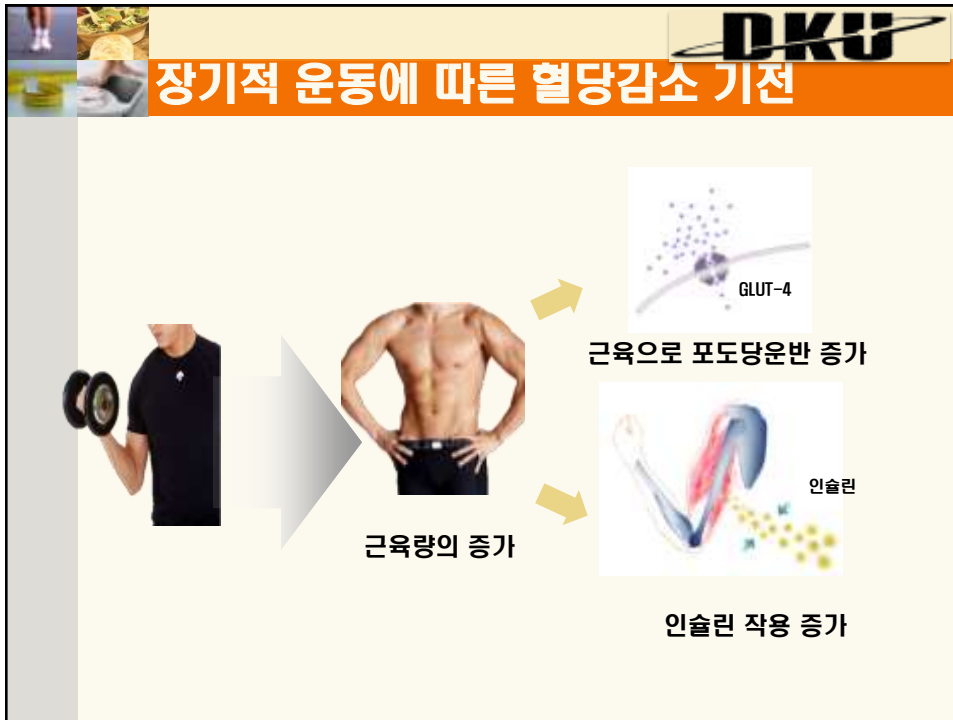 DKU
장기적 운동에 따른 혈당감소 기전
GLUT-4
근육으로 포도당운반 증가
인슐린
근육량의 증가
인슐린 작용 증가